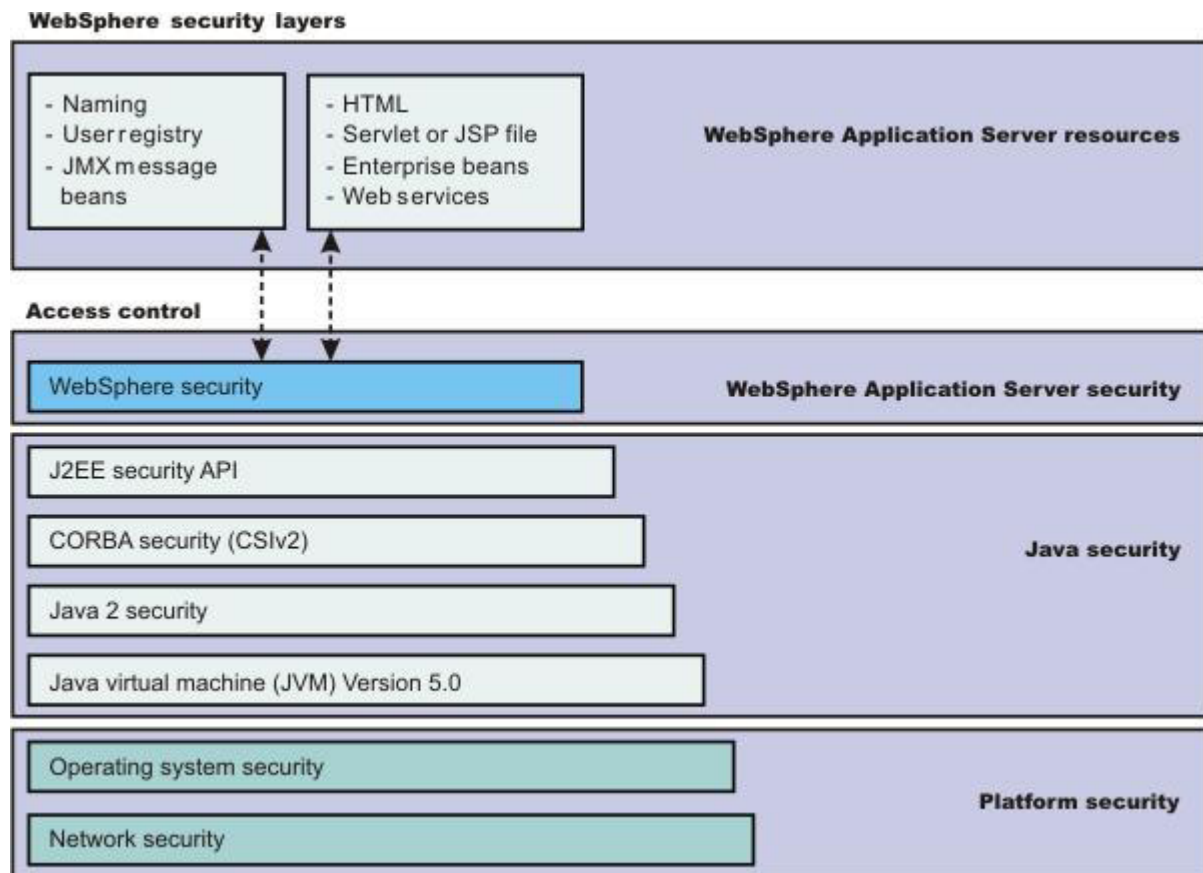 WebSphere security layers
- Naming
- User registry
- JMX message
beans
- HTML
- Servlet or JSP file
- Enterprise beans
- Web services
WebSphere Application Server resources
Access control
WebSphere security
WebSphere Application Server security
J2EE security API
CORBA security (CSIv2)
Java 2 security
Java virtual machine (JVM) Version 5.0
Java security
Operating system security
Network security
Platform security